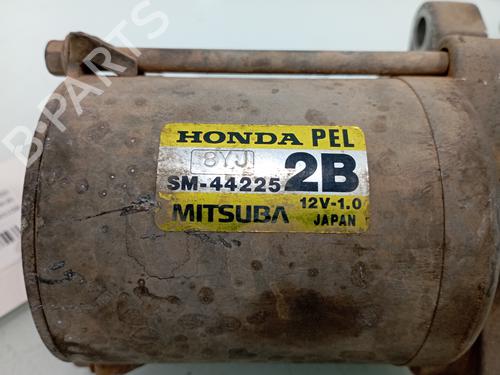 HONDA PEL
8YJ
SM-44225 2B
12V-1.0
MITSUBA JAPAN
B PARTS